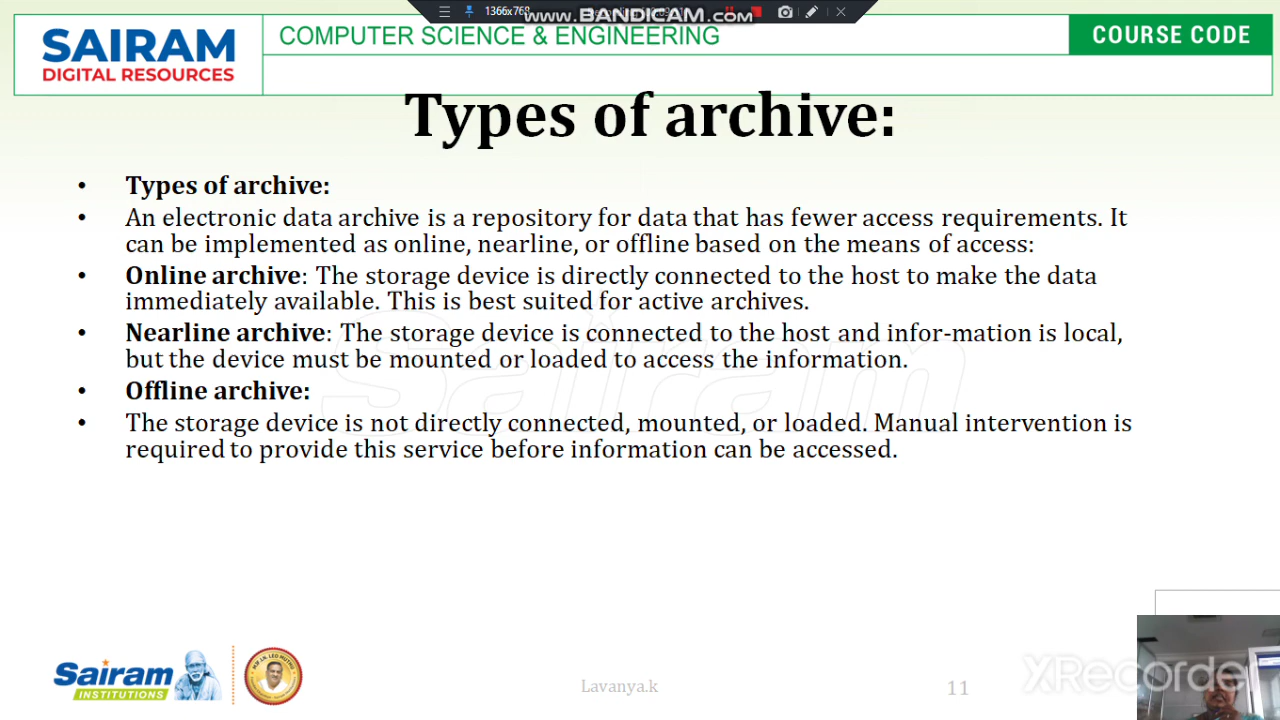 1366x768
www.BANDICAM.com
SAIRAM
DIGITAL RESOURCES
COMPUTER SCIENCE & ENGINEERING
COURSE CODE
Types of archive:
• Types of archive:
• An electronic data archive is a repository for data that has fewer access requirements. It
can be implemented as online, nearline, or offline based on the means of access:
• Online archive: The storage device is directly connected to the host to make the data
immediately available. This is best suited for active archives.
• Nearline archive: The storage device is connected to the host and infor-mation is local,
but the device must be mounted or loaded to access the information.
• Offline archive:
• The storage device is not directly connected, mounted, or loaded. Manual intervention is
required to provide this service before information can be accessed.
Sairam
Sairam
INSTITUTIONS
Lavanya.k
11
XRecorder